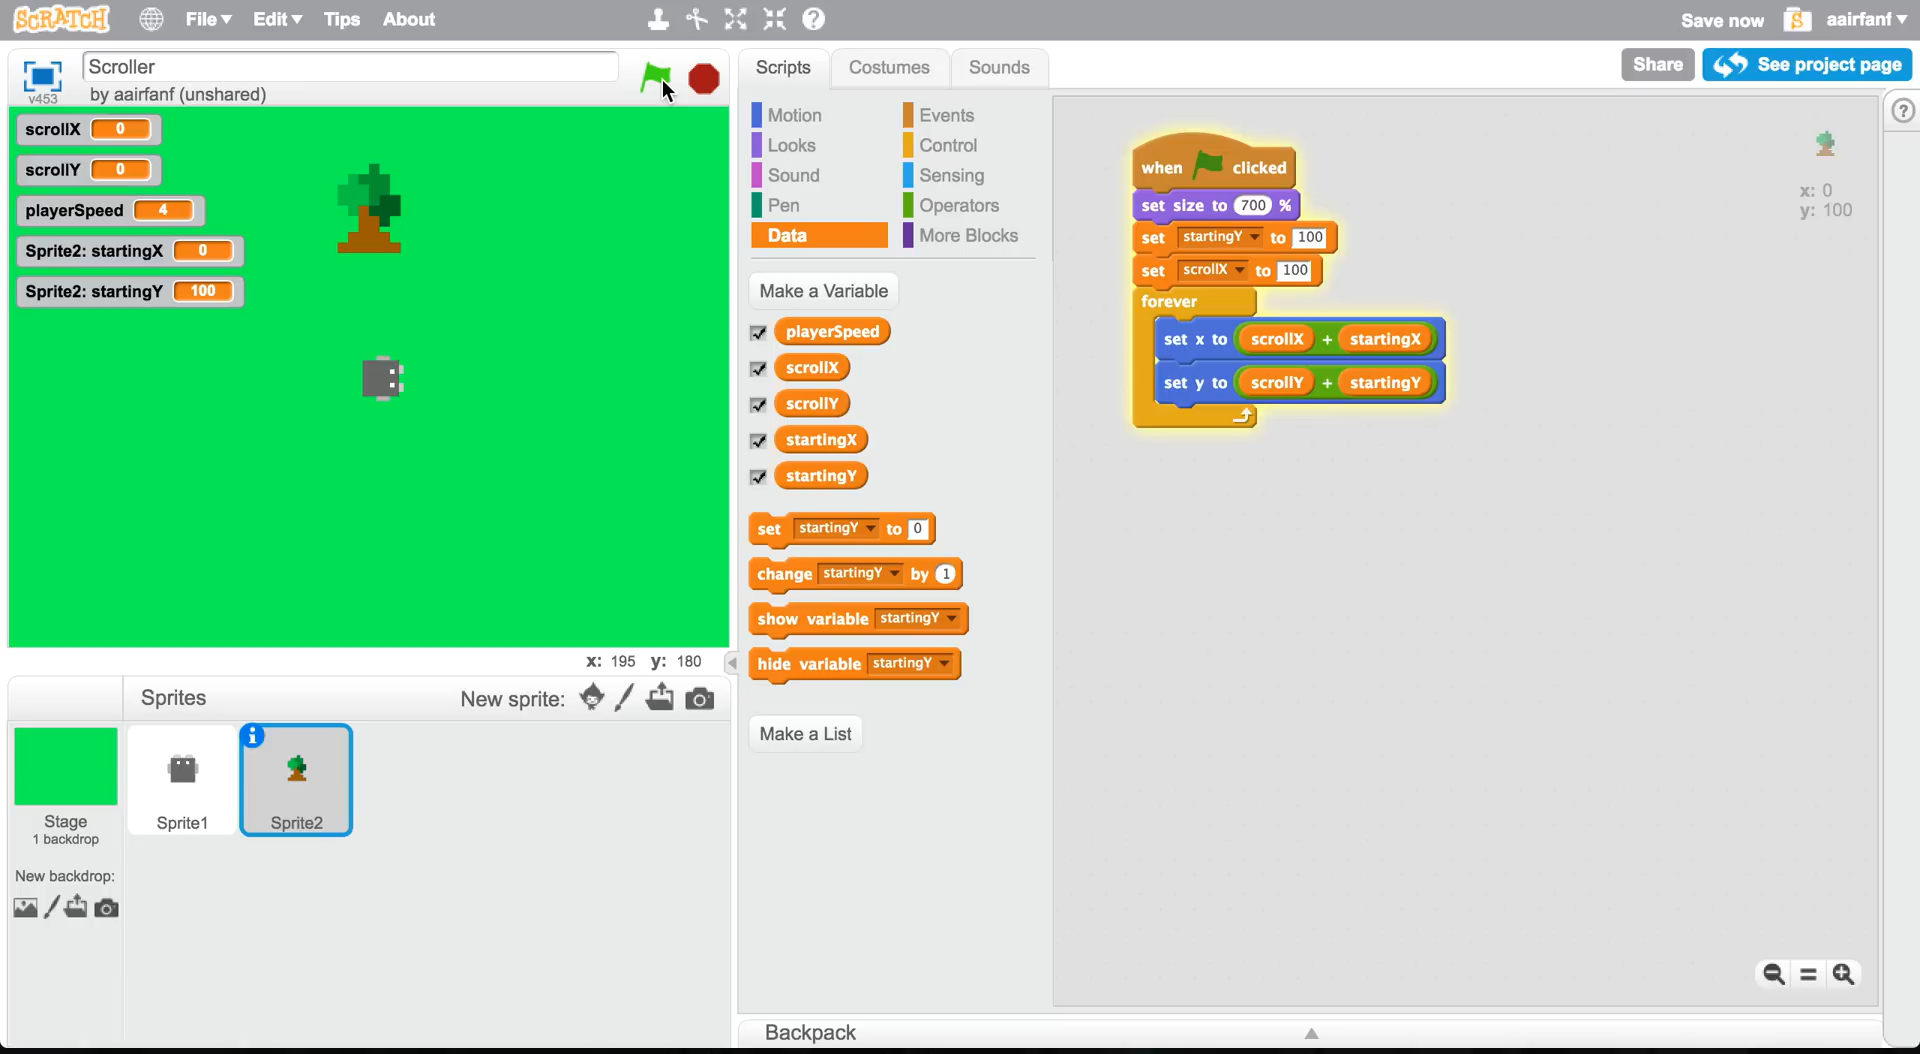 SCRATCH File Edit Tips About Save now S aairfanf
v453 Scroller
by aairfanf (unshared)
Scripts Costumes Sounds Share See project page
scrollX 0
scrollY 0
playerSpeed 4
Sprite2: startingX 0
Sprite2: startingY 100
x: 195 y: 180
Sprites New sprite:
Stage
1 backdrop
Sprite1
Sprite2
New backdrop:
Motion Events
Looks Control
Sound Sensing
Pen Operators
Data More Blocks
Make a Variable
playerSpeed
scrollX
scrollY
startingX
startingY
set startingY to 0
change startingY by 1
show variable startingY
hide variable startingY
Make a List
when clicked
set size to 700 %
set startingY to 100
set scrollX to 100
forever
set x to scrollX + startingX
set y to scrollY + startingY
x: 0
y: 100
Backpack